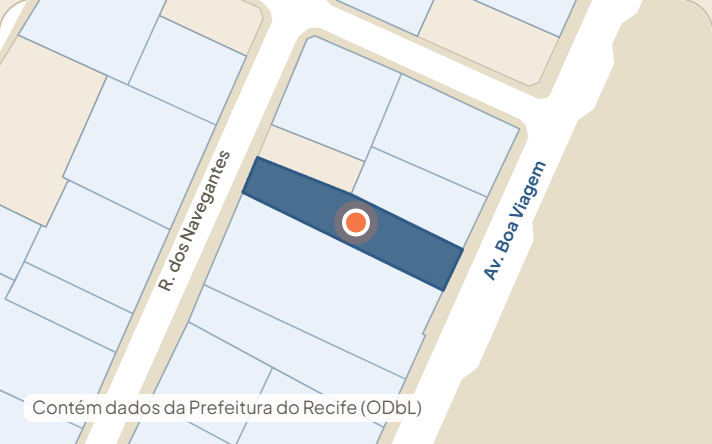 R. dos Navegantes
Av. Boa Viagem
Contém dados da Prefeitura do Recife (ODbL)